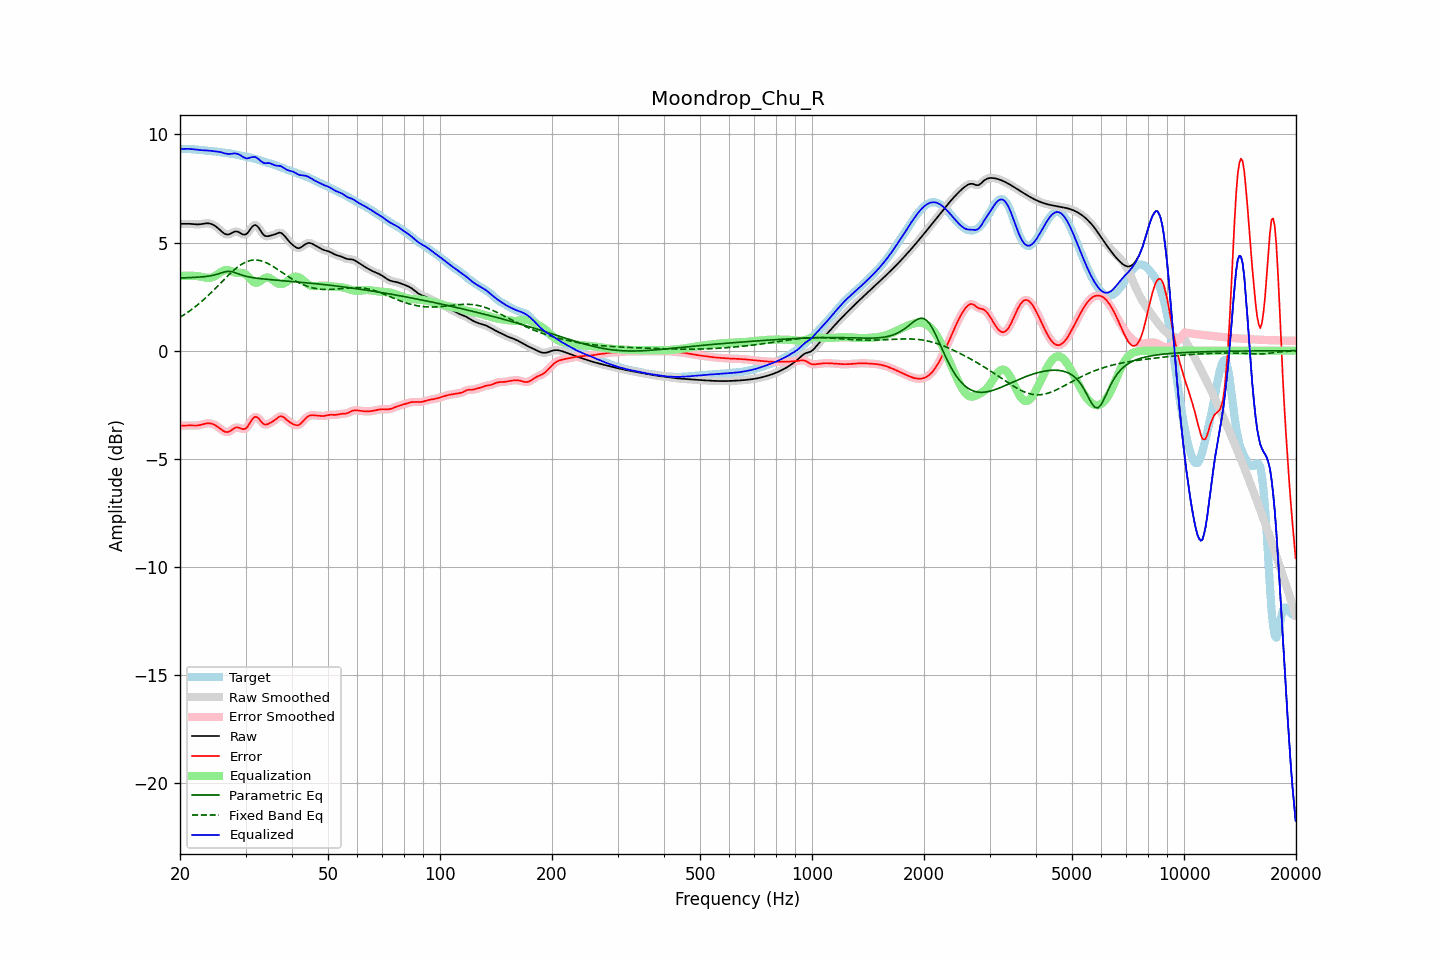 Moondrop_Chu_R
10
5
0
−5
−10
−15
−20
Amplitude (dBr)
Target
Raw Smoothed
Error Smoothed
Raw
Error
Equalization
Parametric Eq
Fixed Band Eq
Equalized
20 50 100 200 500 1000 2000 5000 10000 20000
Frequency (Hz)